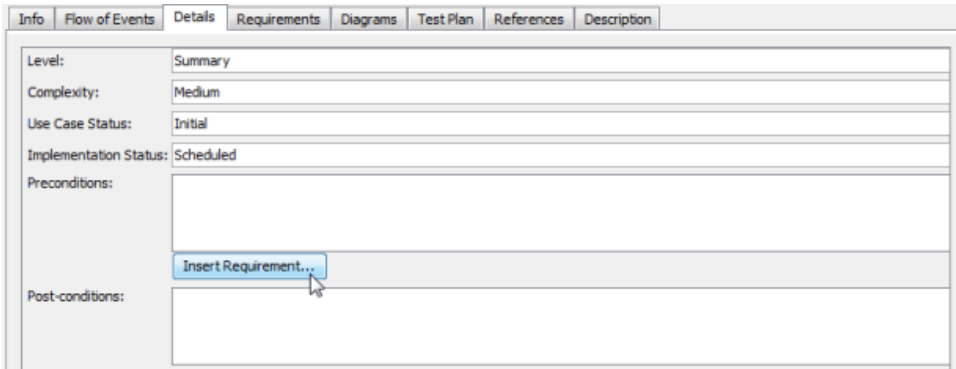 Info Flow of Events Details Requirements Diagrams Test Plan References Description
Level: Summary
Complexity: Medium
Use Case Status: Initial
Implementation Status: Scheduled
Preconditions:
Insert Requirement...
Post-conditions: